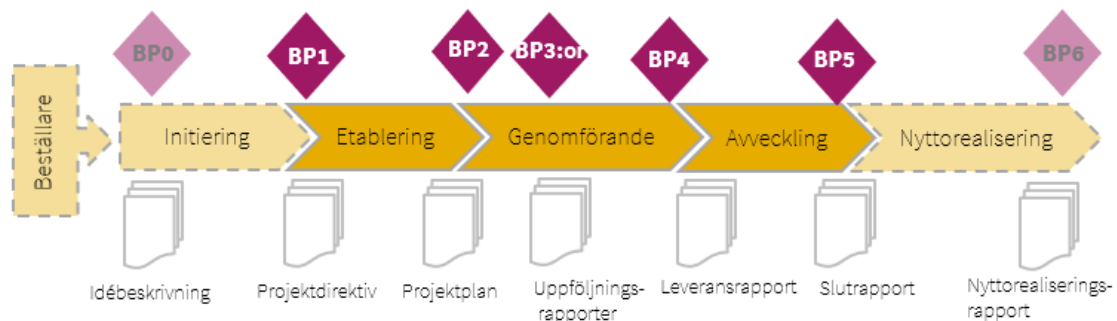 BP0
BP1
BP2
BP3:or
BP4
BP5
BP6
Beställare
Initiering
Etablering
Genomförande
Avveckling
Nyttorealisering
Idébeskrivning
Projektdirektiv
Projektplan
Uppföljnings-
rapporter
Leveransrapport
Slutrapport
Nyttorealiserings-
rapport